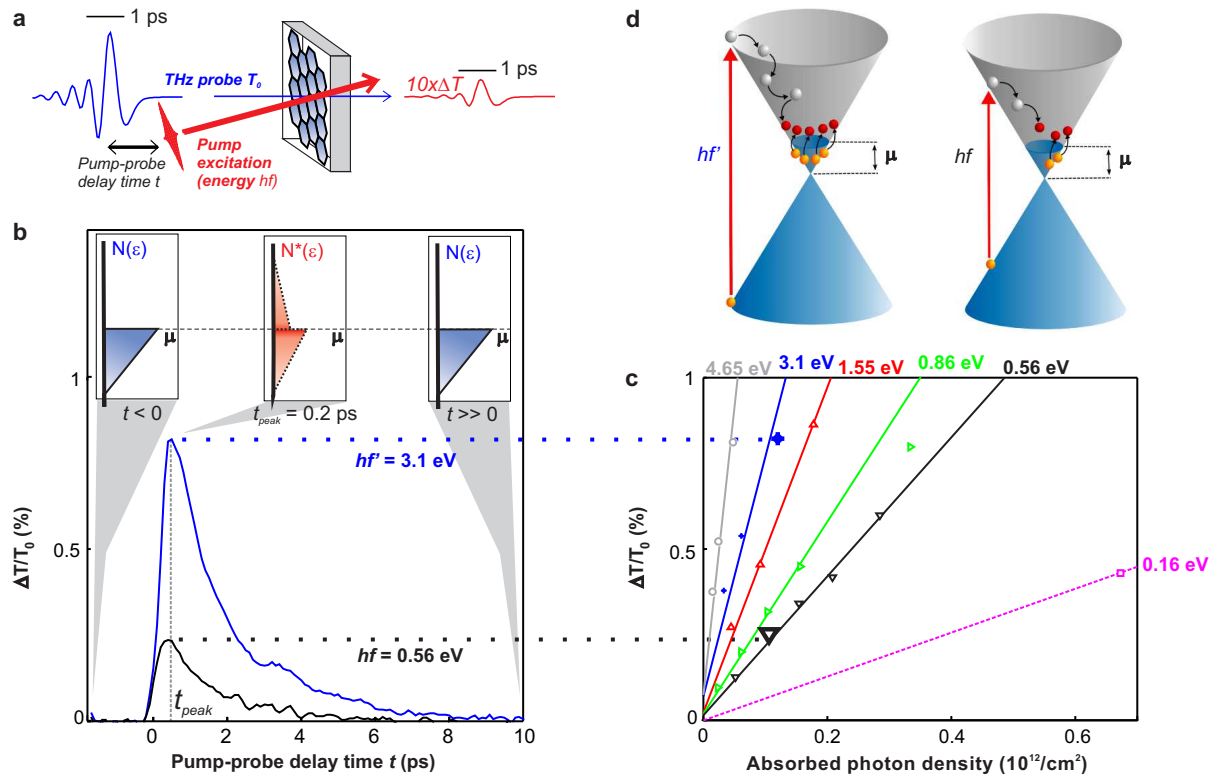 a
1 ps
THz probe T₀
1 ps
10xΔT
Pump
excitation
(energy hf)
Pump-probe
delay time t
b
N(ε)
N*(ε)
N(ε)
μ
μ
t < 0
t_peak = 0.2 ps
t >> 0
1
0.5
0
ΔT/T₀ (%)
hf' = 3.1 eV
hf = 0.56 eV
t_peak
0
2
4
6
8
10
Pump-probe delay time t (ps)
d
hf'
μ
hf
μ
c
4.65 eV
3.1 eV
1.55 eV
0.86 eV
0.56 eV
0.16 eV
1
0.5
0
ΔT/T₀ (%)
0
0.2
0.4
0.6
Absorbed photon density (10¹²/cm²)